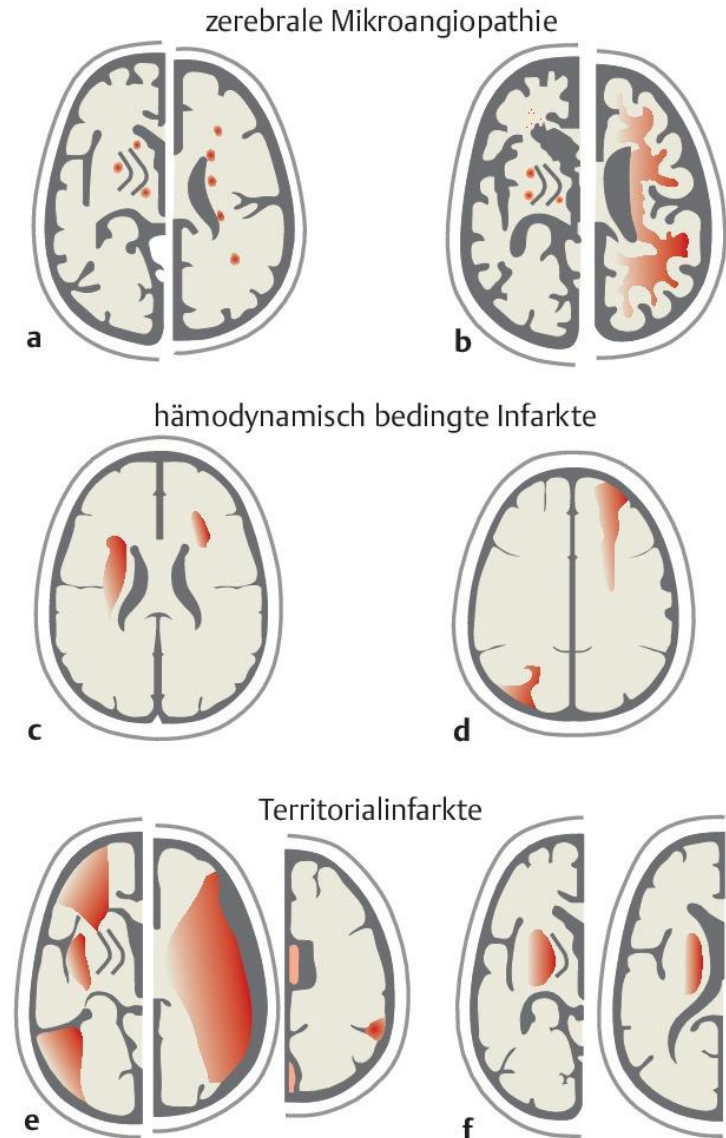 zerebrale Mikroangiopathie
a
b
hämodynamisch bedingte Infarkte
c
d
Territorialinfarkte
e
f